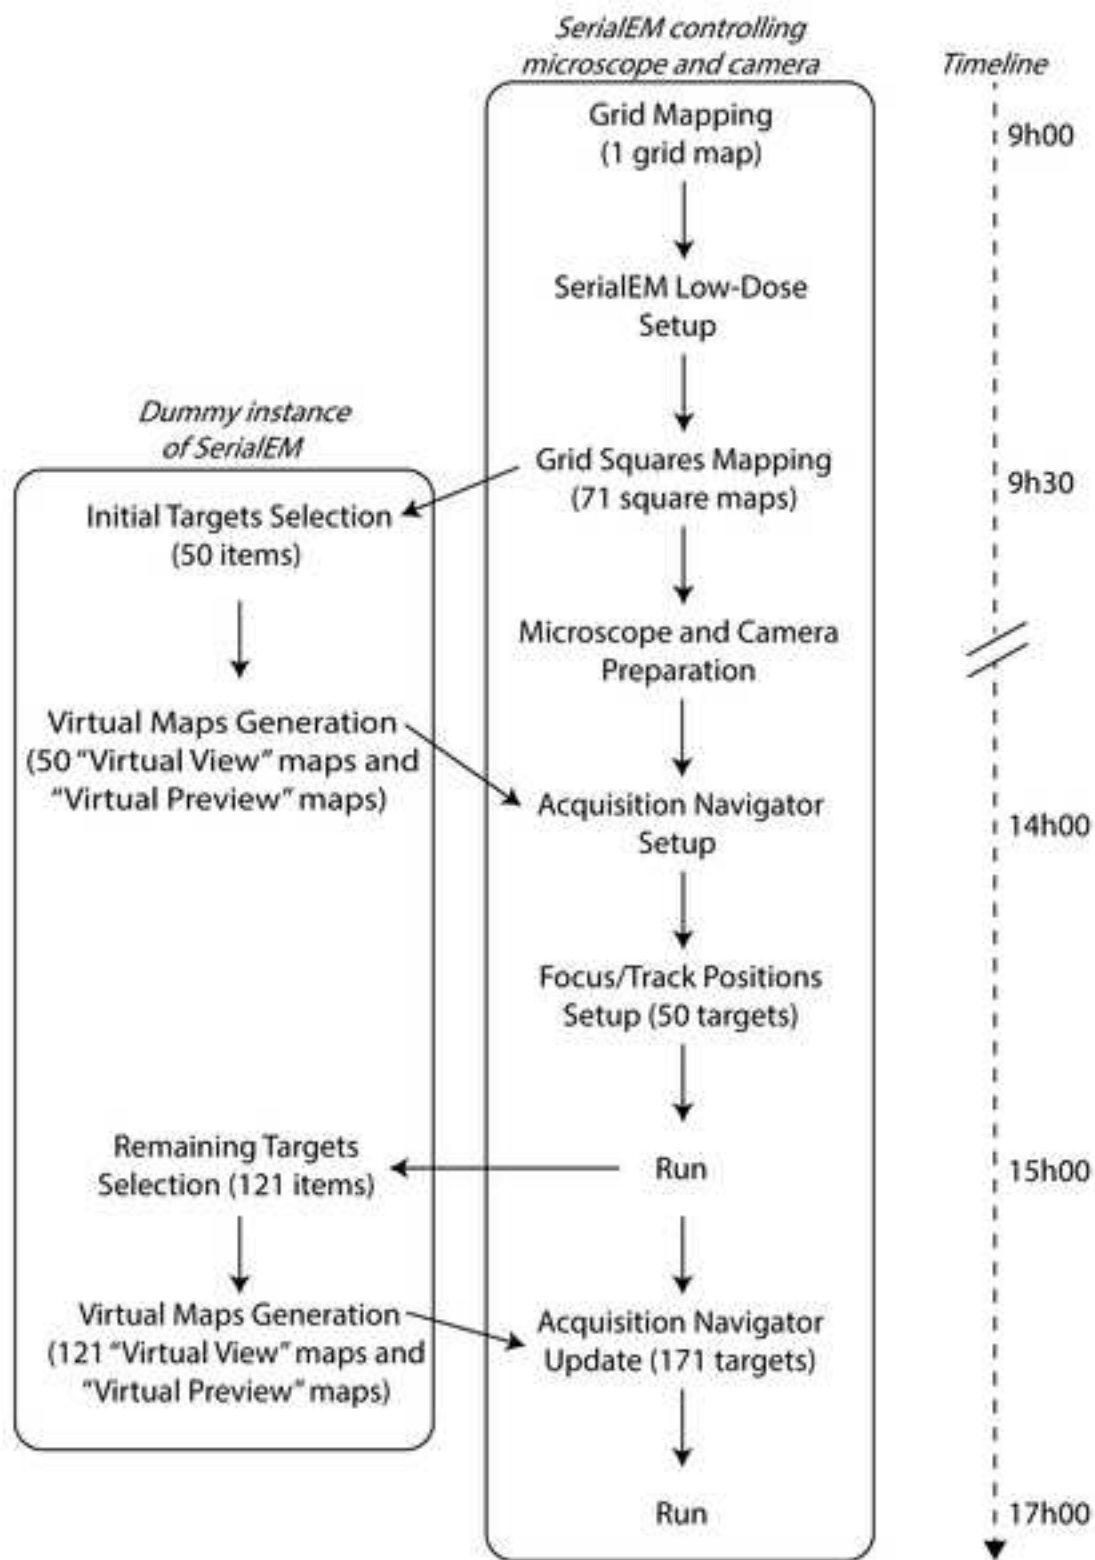 SerialEM controlling
microscope and camera
Timeline
Grid Mapping
(1 grid map)
9h00
SerialEM Low-Dose
Setup
Dummy instance
of SerialEM
Grid Squares Mapping
(71 square maps)
9h30
Initial Targets Selection
(50 items)
Microscope and Camera
Preparation
Virtual Maps Generation
(50 “Virtual View” maps and
“Virtual Preview” maps)
Acquisition Navigator
Setup
14h00
Focus/Track Positions
Setup (50 targets)
Remaining Targets
Selection (121 items)
Run
15h00
Virtual Maps Generation
(121 “Virtual View” maps and
“Virtual Preview” maps)
Acquisition Navigator
Update (171 targets)
Run
17h00